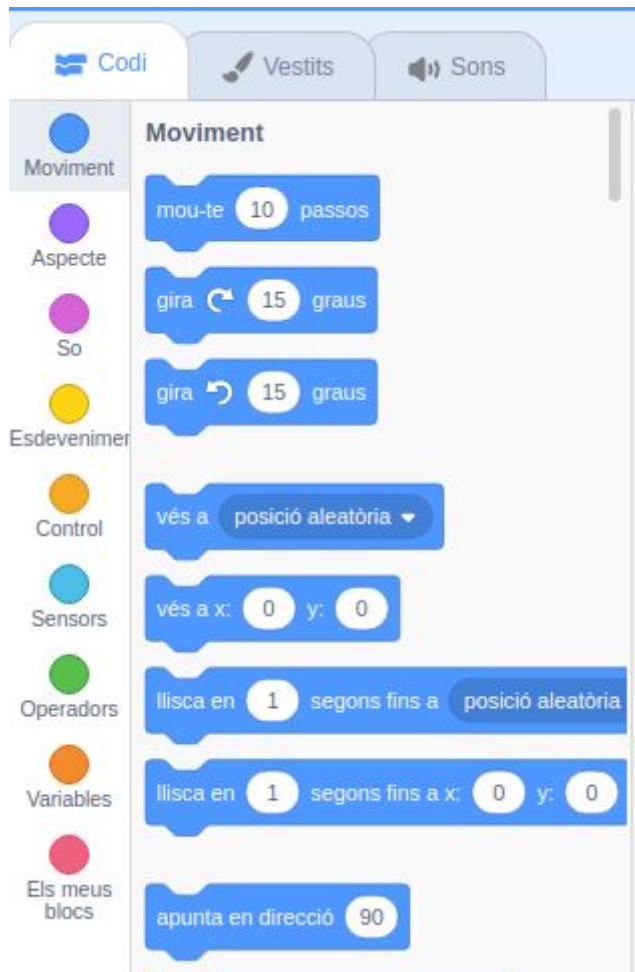 Codi Vestits Sons
Moviment
Aspecte
So
Esdevenimer
Control
Sensors
Operadors
Variables
Els meus
blocs
Moviment
mou-te 10 passos
gira 15 graus
gira 15 graus
vés a posició aleatòria
vés a x: 0 y: 0
llisca en 1 segons fins a posició aleatòria
llisca en 1 segons fins a x: 0 y: 0
apunta en direcció 90